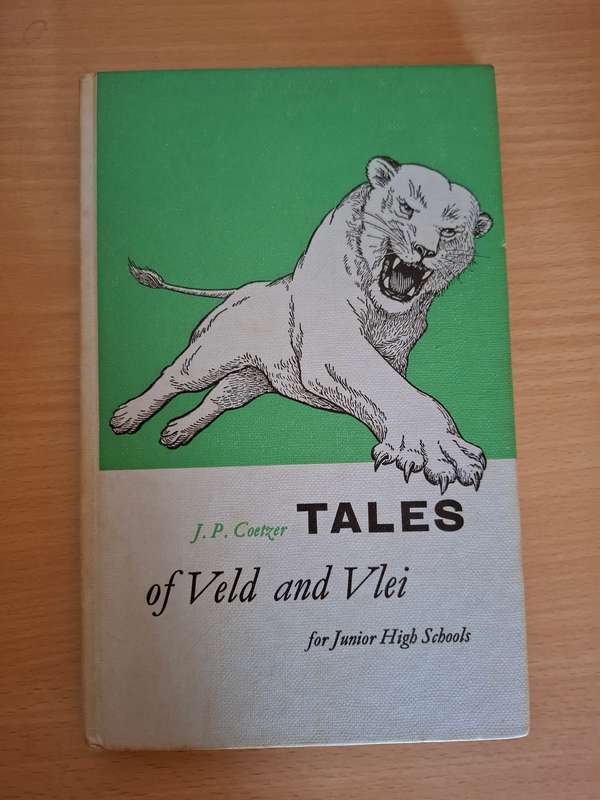 J. P. Coetzer TALES
of Veld and Vlei
for Junior High Schools